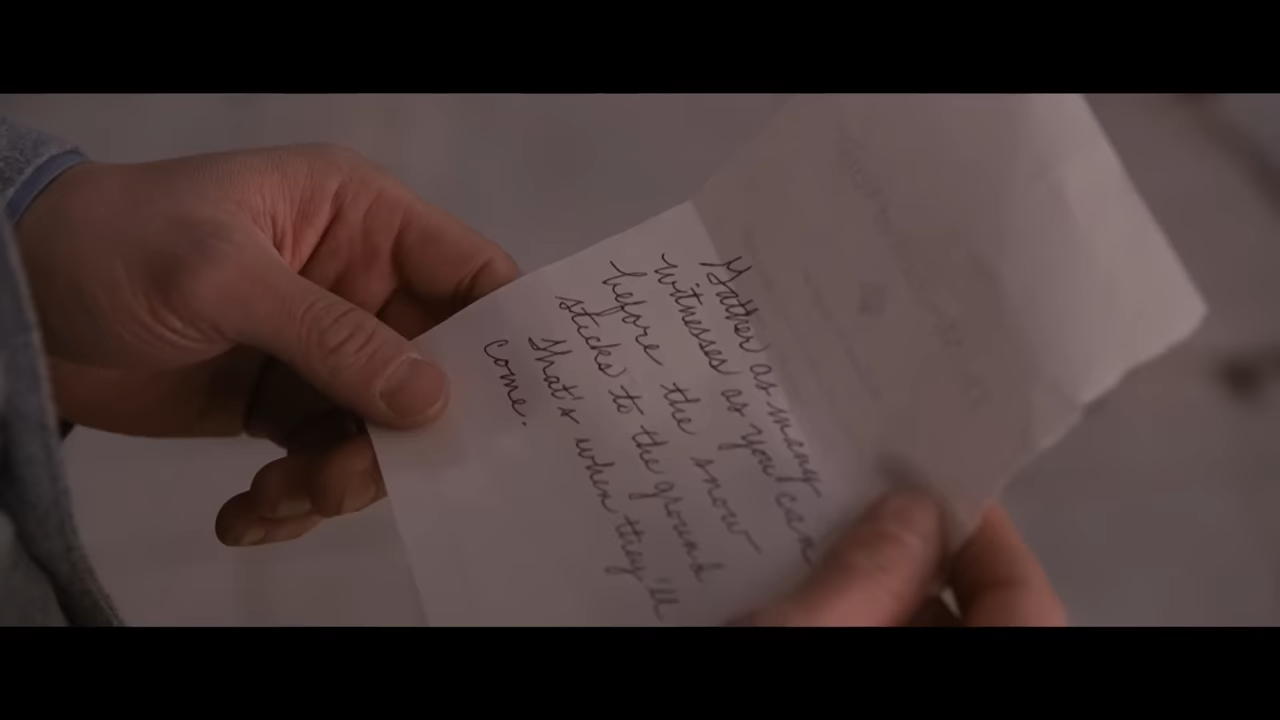 Gather as many
witnesses as you can
before the snow
sticks to the ground
That's when they'll
come.